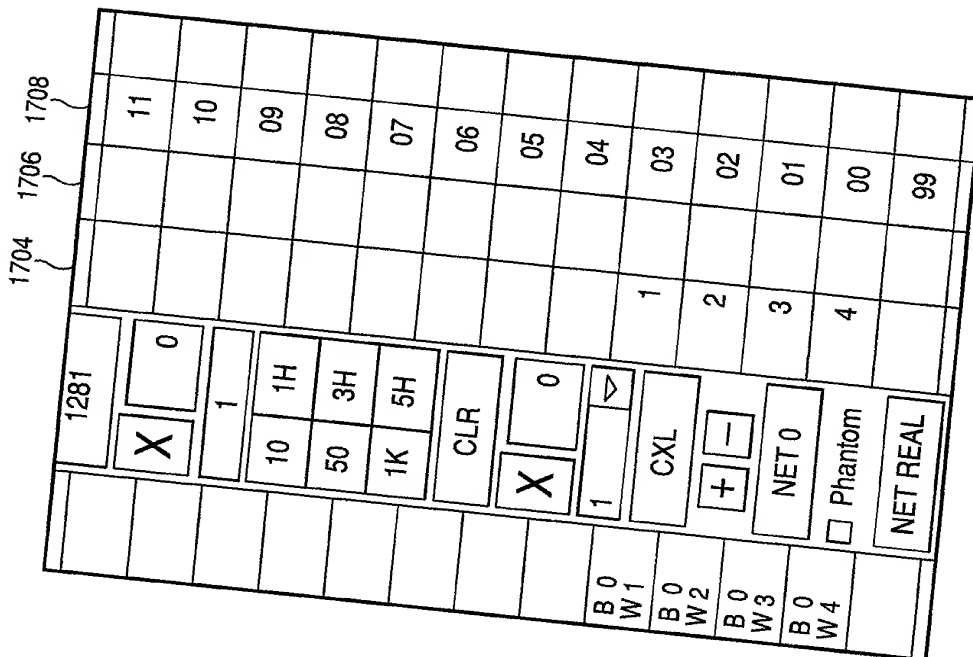 1704
1706
1708
B 0
W 1
B 0
W 2
B 0
W 3
B 0
W 4
1281
X 0
1
10 1H
50 3H
1K 5H
CLR
X 0
1
CXL
+ −
NET 0
Phantom
NET REAL
1
2
3
4
11
10
09
08
07
06
05
04
03
02
01
00
99